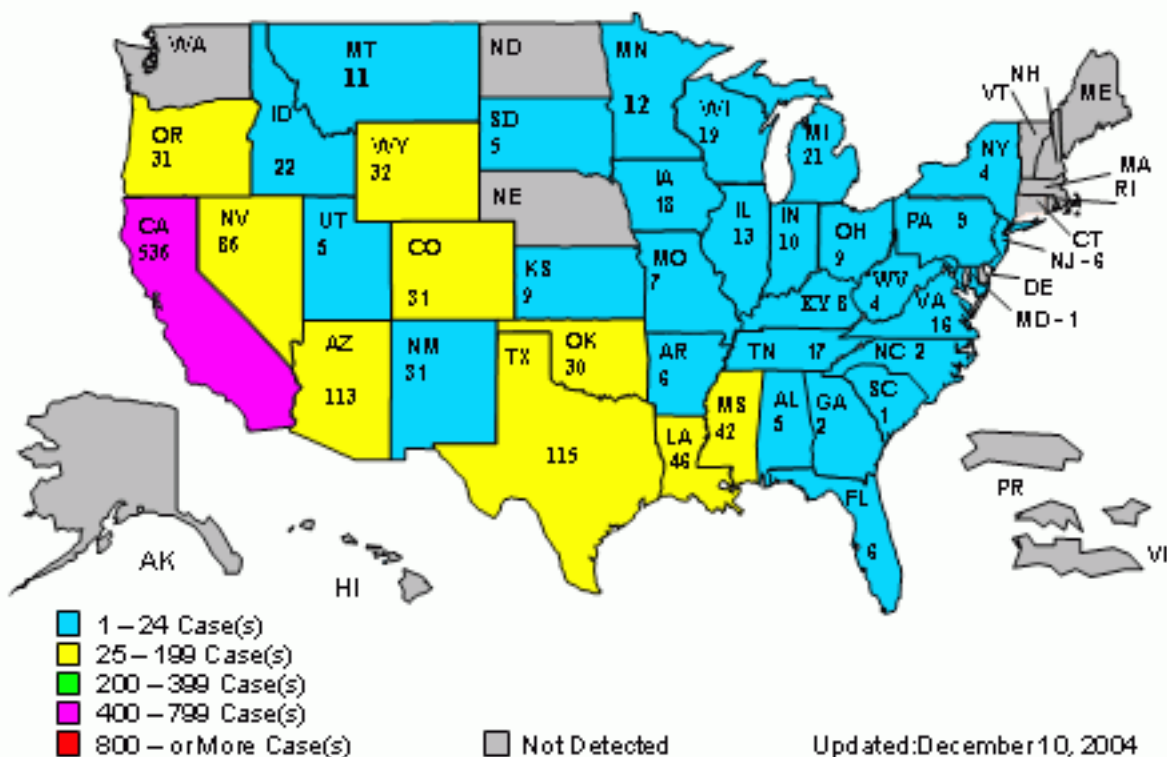 WA
MT
11
ND
MN
12
NH
VT
ME
OR
31
ID
22
WY
32
SD
5
WI
19
MI
21
NY
4
MA
RI
NE
IA
18
CA
536
NV
86
UT
5
CO
31
IL
13
IN
10
OH
9
PA 9
CT
NJ - 6
KS
9
MO
7
WV
4
VA
16
DE
MD - 1
KY 8
AZ
113
NM
31
TX
115
OK
30
AR
6
TN 17
NC 2
SC
1
MS
42
AL
5
GA
2
LA
46
FL
6
AK
HI
PR
VI
1 – 24 Case(s)
25 – 199 Case(s)
200 – 399 Case(s)
400 – 799 Case(s)
800 – or More Case(s)
Not Detected
Updated:December 10, 2004